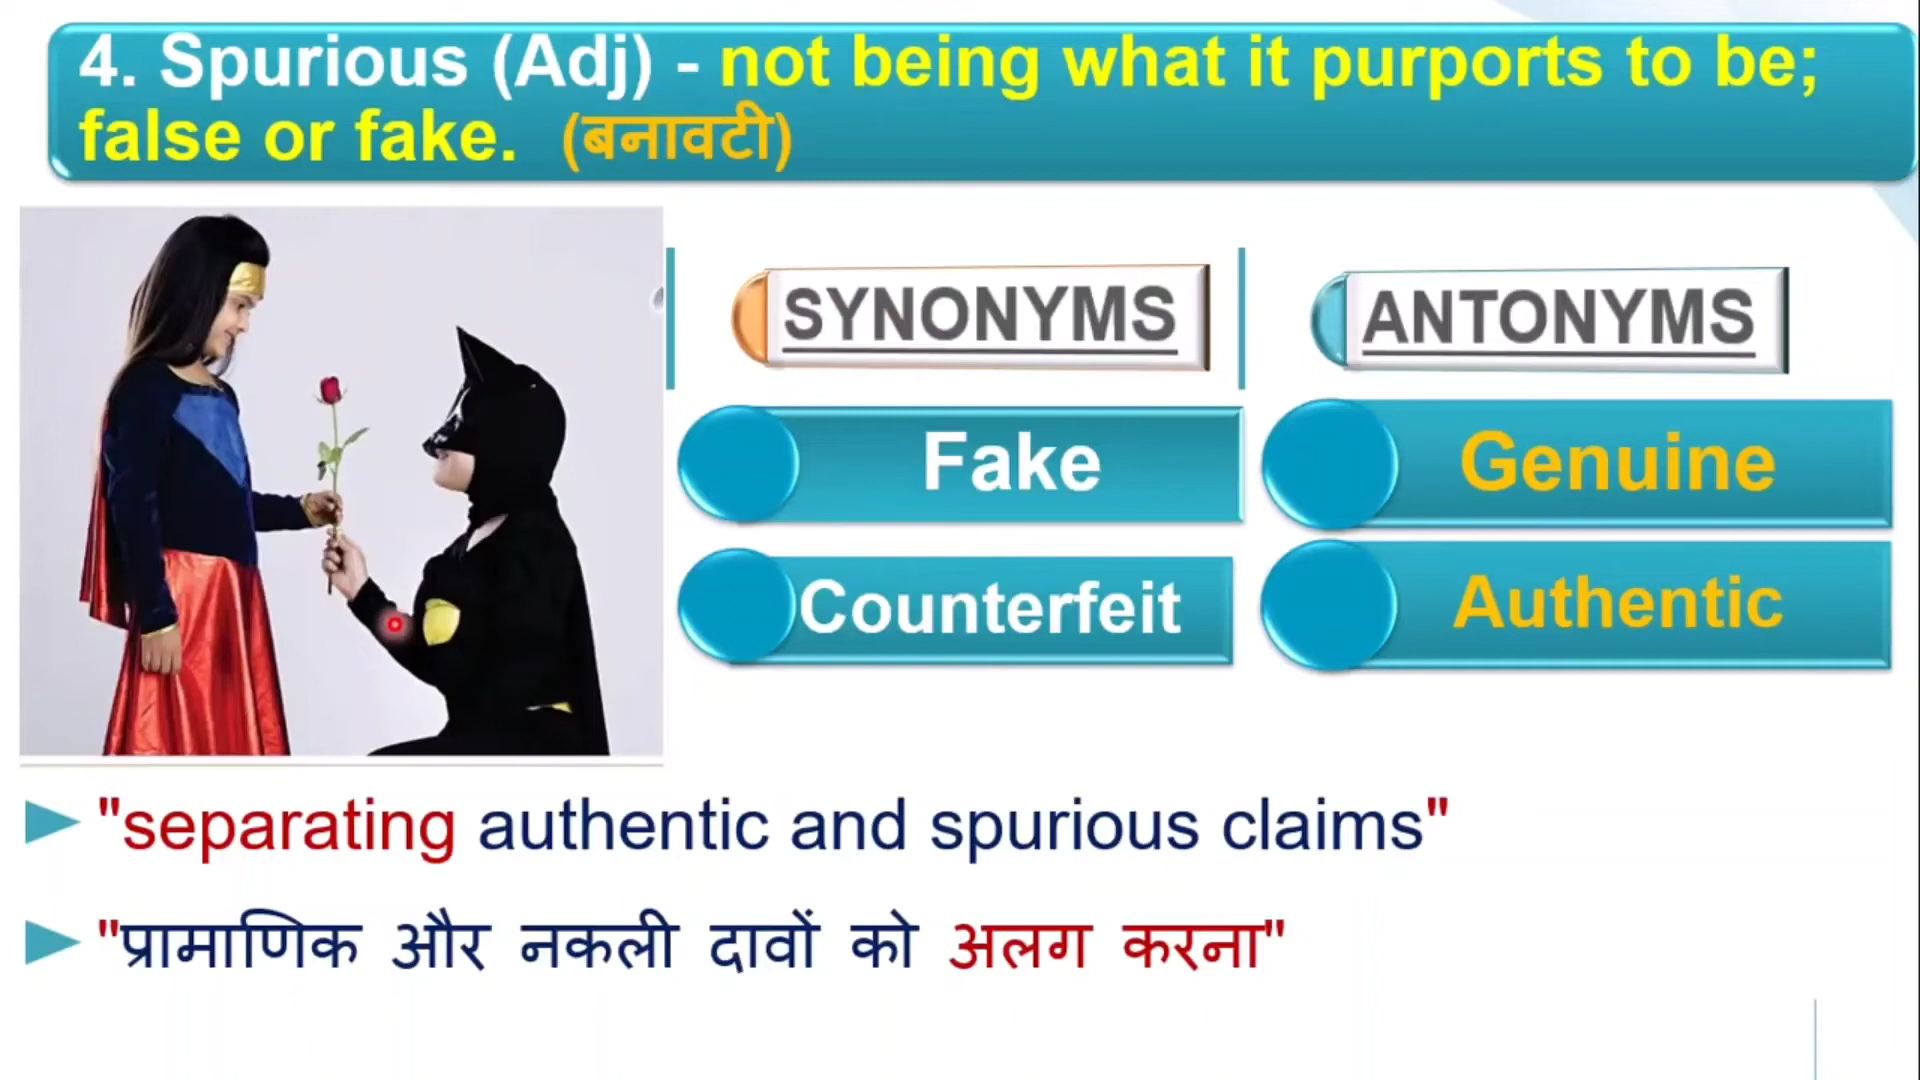 4. Spurious (Adj) - not being what it purports to be;
false or fake. (बनावटी)
SYNONYMS
ANTONYMS
Fake
Genuine
Counterfeit
Authentic
"separating authentic and spurious claims"
"प्रामाणिक और नकली दावों को अलग करना"